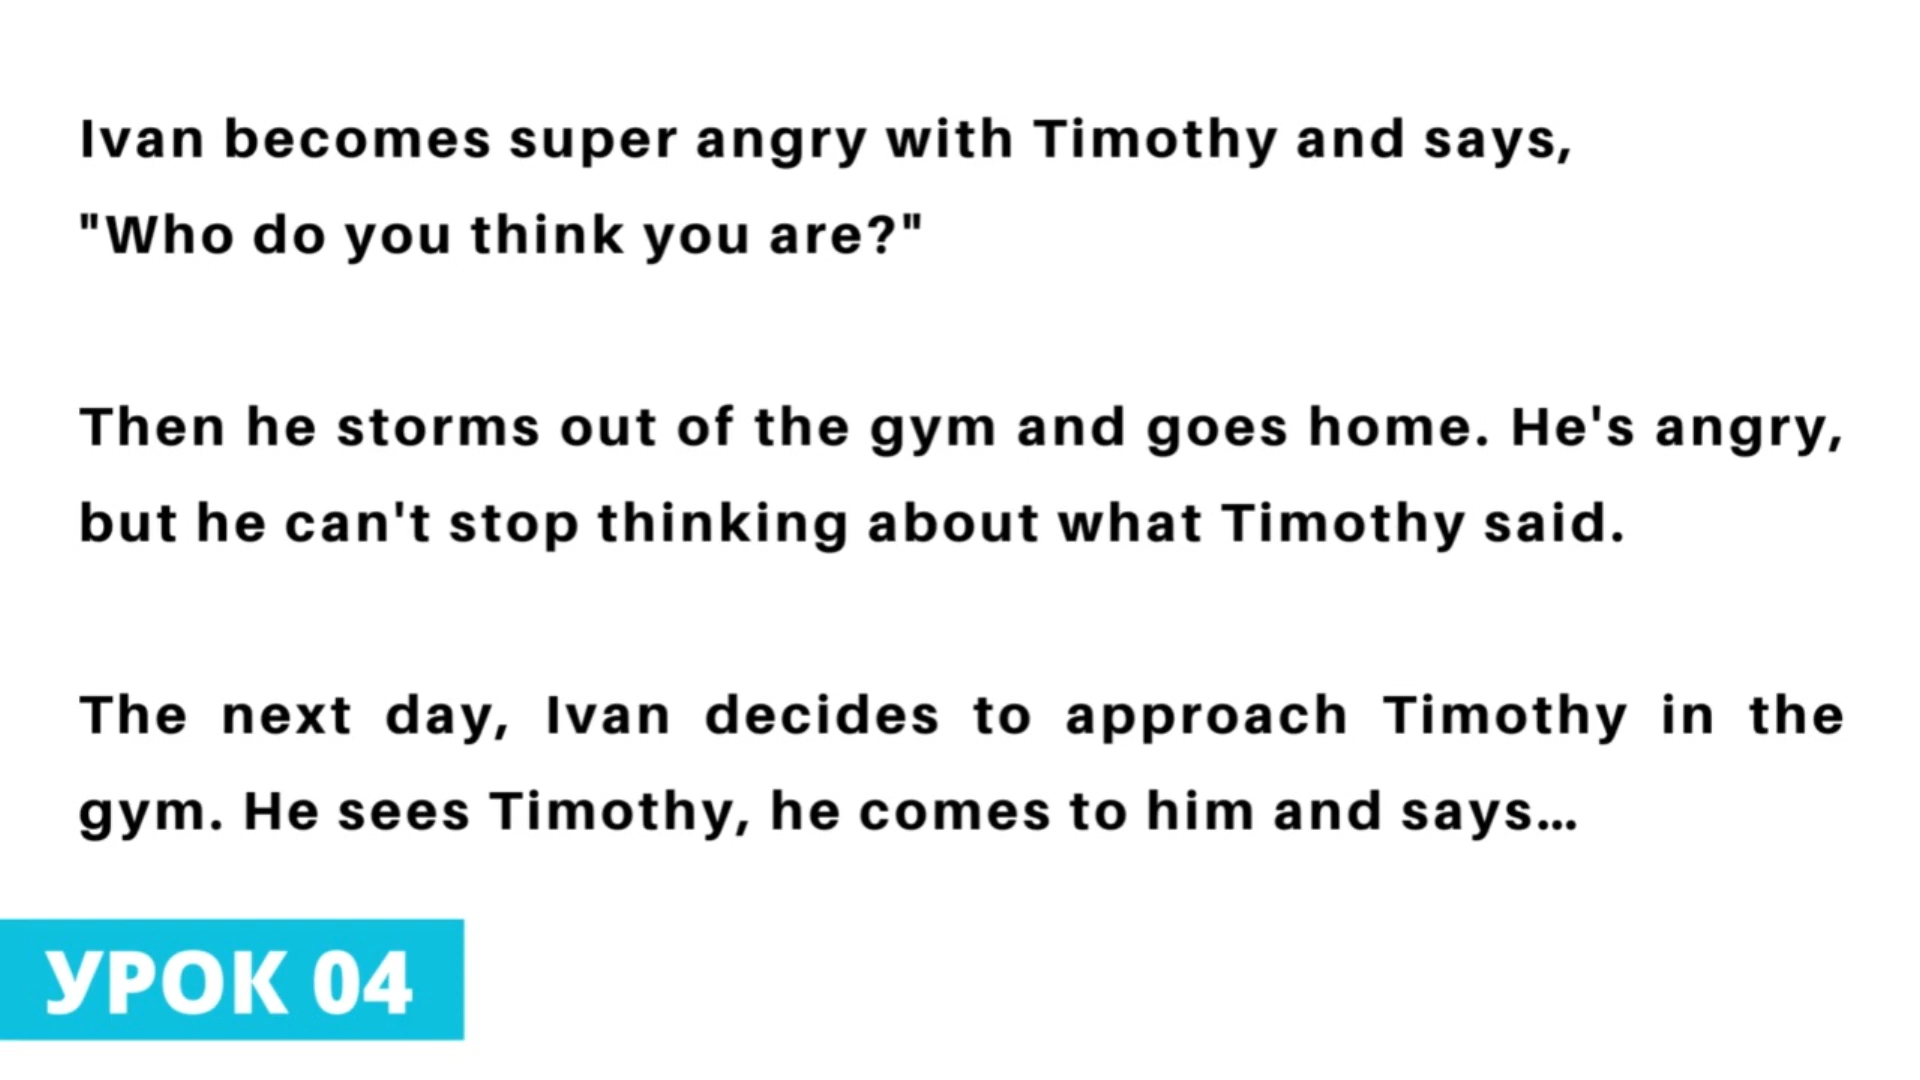 Ivan becomes super angry with Timothy and says,
"Who do you think you are?"
Then he storms out of the gym and goes home. He's angry,
but he can't stop thinking about what Timothy said.
The next day, Ivan decides to approach Timothy in the
gym. He sees Timothy, he comes to him and says...
УРОК 04